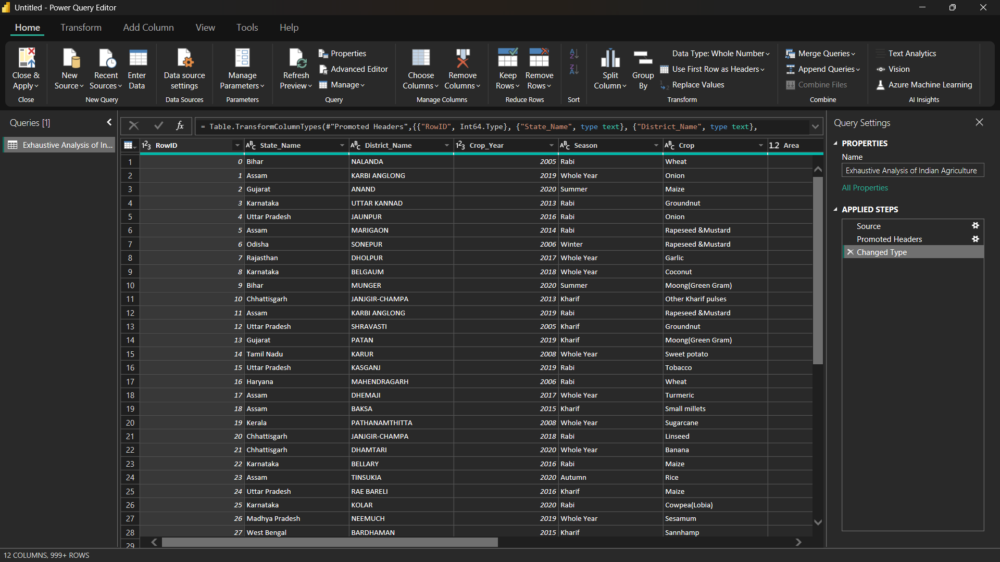 Untitled - Power Query Editor
Home Transform Add Column View Tools Help
Close & Apply
Close
New Source
Recent Sources
Enter Data
New Query
Data source settings
Data Sources
Manage Parameters
Parameters
Refresh Preview
Properties
Advanced Editor
Manage
Query
Choose Columns
Remove Columns
Manage Columns
Keep Rows
Remove Rows
Reduce Rows
Sort
Split Column
Group By
Data Type: Whole Number
Use First Row as Headers
Replace Values
Transform
Merge Queries
Append Queries
Combine Files
Combine
Text Analytics
Vision
Azure Machine Learning
AI Insights
Queries [1]
Exhaustive Analysis of In...
fx = Table.TransformColumnTypes(#"Promoted Headers",{{"RowID", Int64.Type}, {"State_Name", type text}, {"District_Name", type text},
123 RowID ABC State_Name ABC District_Name 123 Crop_Year ABC Season ABC Crop 1.2 Area
1 0 Bihar NALANDA 2005 Rabi Wheat
2 1 Assam KARBI ANGLONG 2019 Whole Year Onion
3 2 Gujarat ANAND 2020 Summer Maize
4 3 Karnataka UTTAR KANNAD 2013 Rabi Groundnut
5 4 Uttar Pradesh JAUNPUR 2016 Rabi Onion
6 5 Assam MARIGAON 2014 Rabi Rapeseed &Mustard
7 6 Odisha SONEPUR 2006 Winter Rapeseed &Mustard
8 7 Rajasthan DHOLPUR 2017 Whole Year Garlic
9 8 Karnataka BELGAUM 2018 Whole Year Coconut
10 9 Bihar MUNGER 2020 Summer Moong(Green Gram)
11 10 Chhattisgarh JANJGIR-CHAMPA 2013 Kharif Other Kharif pulses
12 11 Assam KARBI ANGLONG 2019 Rabi Rapeseed &Mustard
13 12 Uttar Pradesh SHRAVASTI 2005 Kharif Groundnut
14 13 Gujarat PATAN 2019 Kharif Moong(Green Gram)
15 14 Tamil Nadu KARUR 2008 Whole Year Sweet potato
16 15 Uttar Pradesh KASGANJ 2019 Rabi Tobacco
17 16 Haryana MAHENDRAGARH 2006 Rabi Wheat
18 17 Assam DHEMAJI 2017 Whole Year Turmeric
19 18 Assam BAKSA 2015 Kharif Small millets
20 19 Kerala PATHANAMTHITTA 2008 Whole Year Sugarcane
21 20 Chhattisgarh JANJGIR-CHAMPA 2018 Rabi Linseed
22 21 Chhattisgarh DHAMTARI 2020 Whole Year Banana
23 22 Karnataka BELLARY 2016 Rabi Maize
24 23 Assam TINSUKIA 2020 Autumn Rice
25 24 Uttar Pradesh RAE BARELI 2016 Kharif Maize
26 25 Karnataka KOLAR 2020 Rabi Cowpea(Lobia)
27 26 Madhya Pradesh NEEMUCH 2019 Whole Year Sesamum
28 27 West Bengal BARDHAMAN 2015 Kharif Sannhamp
29
Query Settings
PROPERTIES
Name
Exhaustive Analysis of Indian Agriculture
All Properties
APPLIED STEPS
Source
Promoted Headers
Changed Type
12 COLUMNS, 999+ ROWS